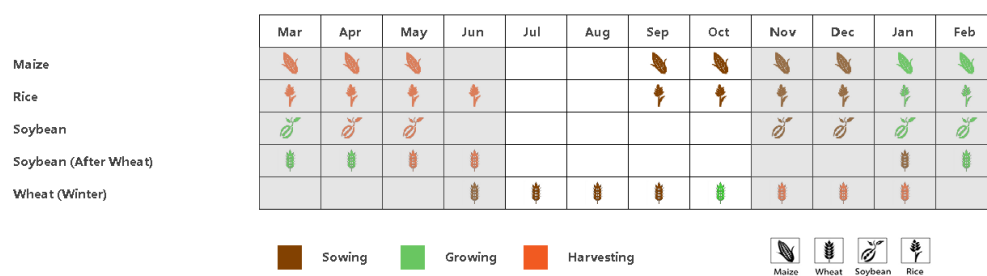 Mar Apr May Jun Jul Aug Sep Oct Nov Dec Jan Feb
Maize
Rice
Soybean
Soybean (After Wheat)
Wheat (Winter)
Sowing Growing Harvesting
Maize Wheat Soybean Rice